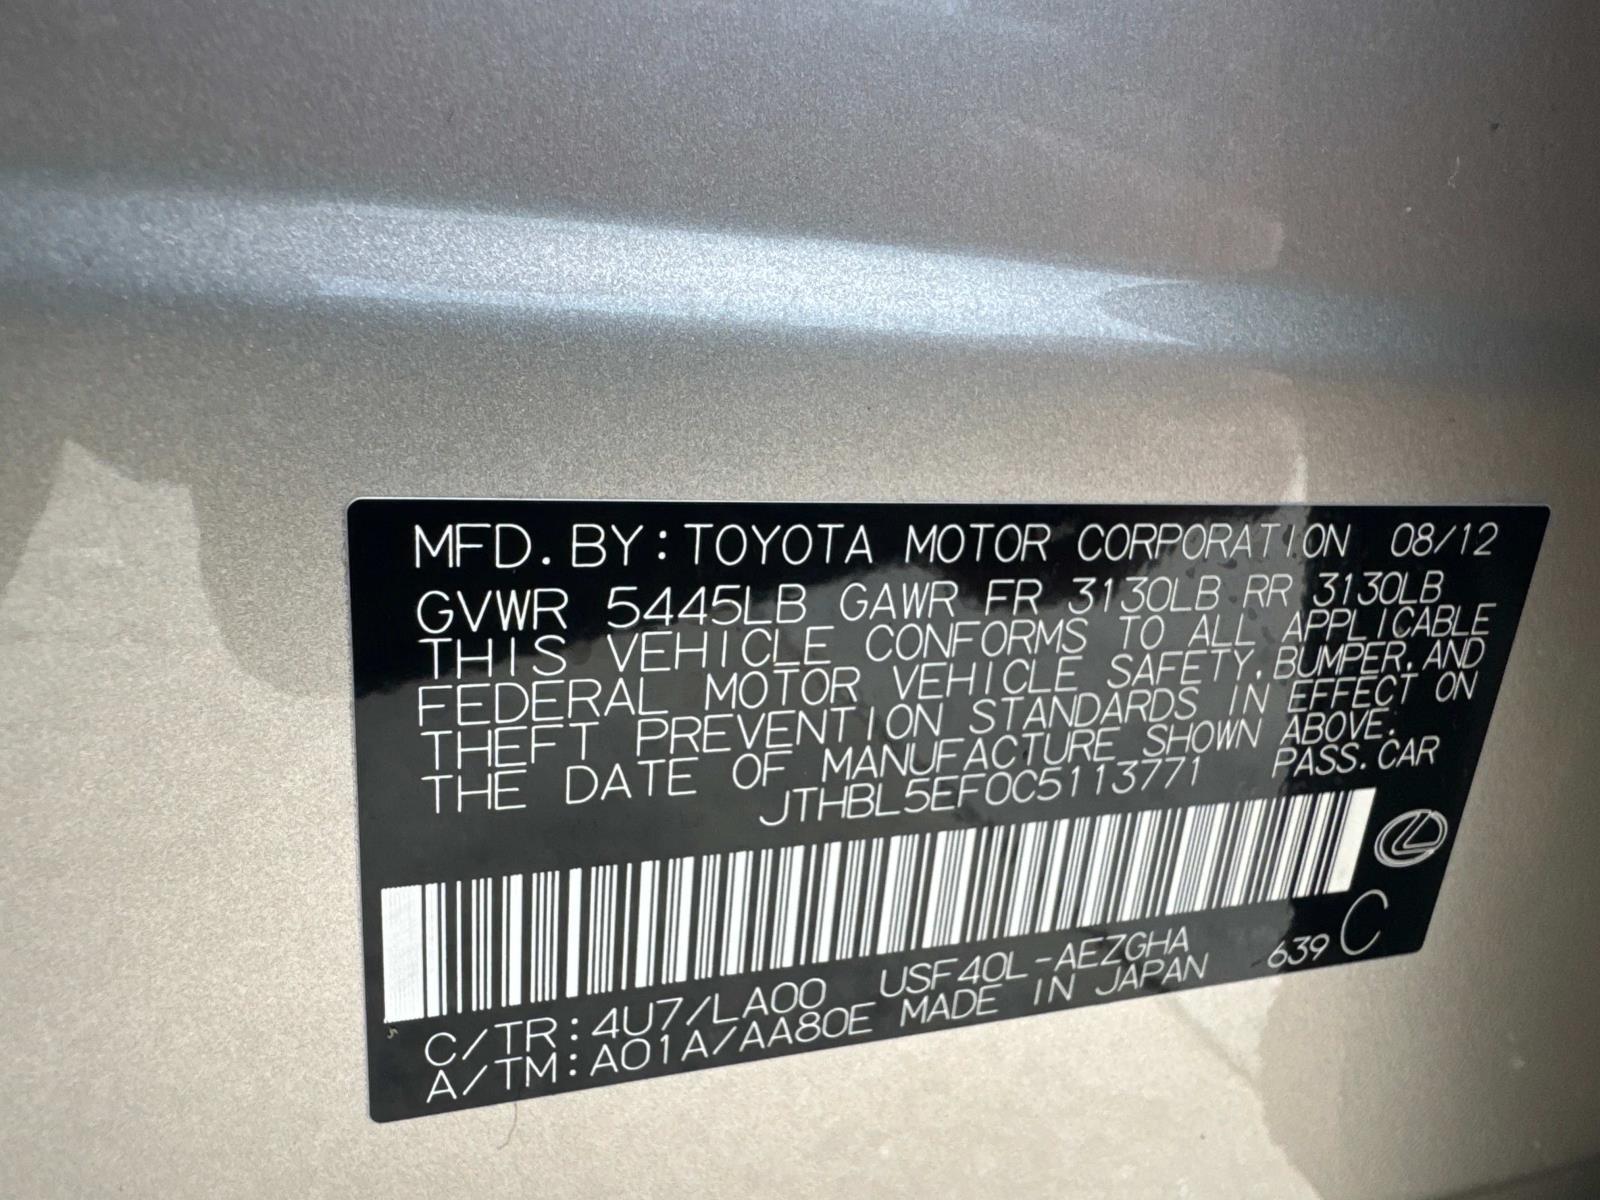 MFD. BY: TOYOTA MOTOR CORPORATION 08/12
GVWR 5445LB GAWR FR 3130LB RR 3130LB
THIS VEHICLE CONFORMS TO ALL APPLICABLE
FEDERAL MOTOR VEHICLE SAFETY, BUMPER, AND
THEFT PREVENTION STANDARDS IN EFFECT ON
THE DATE OF MANUFACTURE SHOWN ABOVE.
JTHBL5EF0C5113771 PASS. CAR
C/TR: 4U7/LA00 USF40L-AEZGHA 639 C
A/TM: A01A/AA80E MADE IN JAPAN